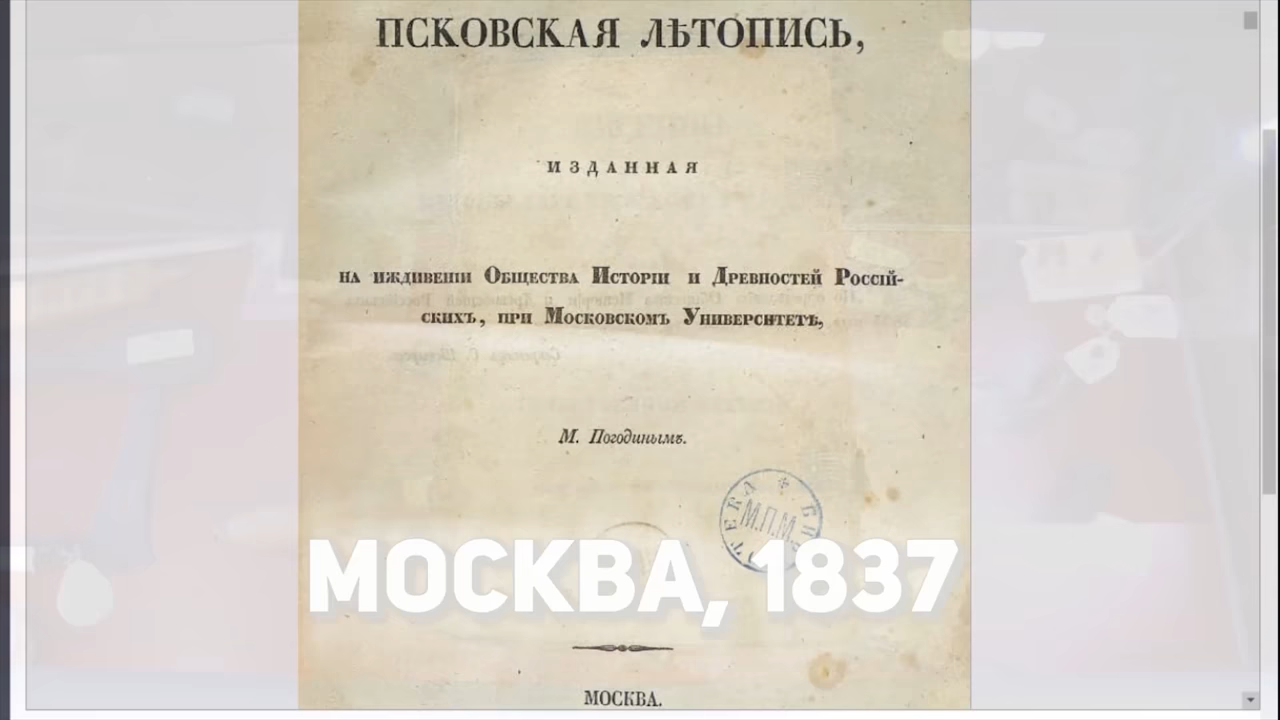 ПСКОВСКАЯ ЛѢТОПИСЬ,
ИЗДАННАЯ
НА ИЖДИВЕНІИ ОБЩЕСТВА ИСТОРІИ И ДРЕВНОСТЕЙ РОССІЙ-
СКИХЪ, ПРИ МОСКОВСКОМЪ УНИВЕРСИТЕТѢ,
М. Погодинымъ.
М.П.М.
МОСКВА, 1837
МОСКВА.